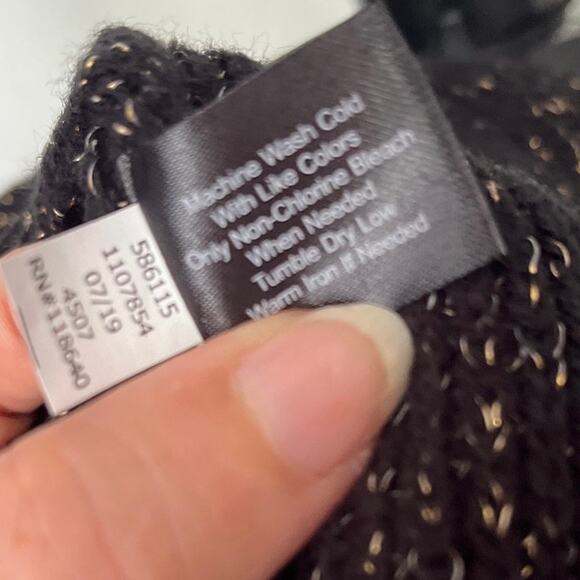 Machine Wash Cold
With Like Colors
Only Non-Chlorine Bleach
When Needed
Tumble Dry Low
Warm Iron If Needed
586115
1107854
07/19
4507
RN#118640